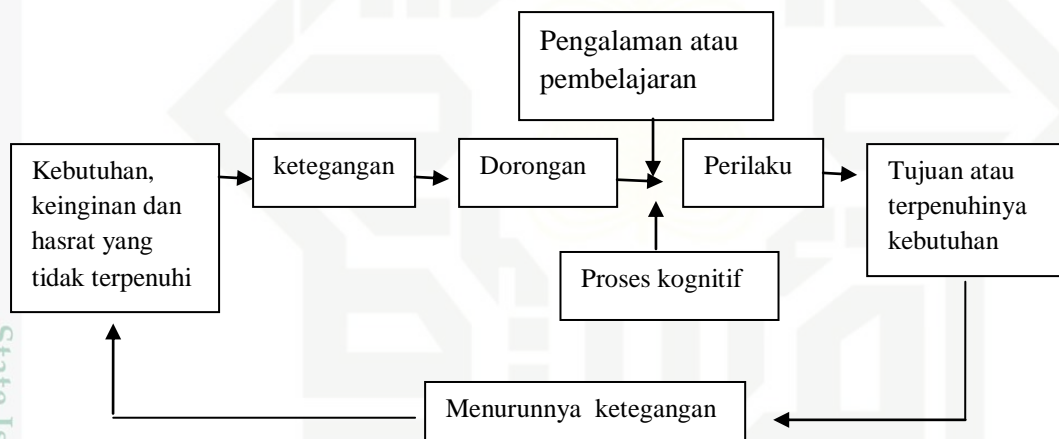 Pengalaman atau
pembelajaran
Kebutuhan,
keinginan dan
hasrat yang
tidak terpenuhi
ketegangan
Dorongan
Perilaku
Tujuan atau
terpenuhinya
kebutuhan
Proses kognitif
Menurunnya ketegangan